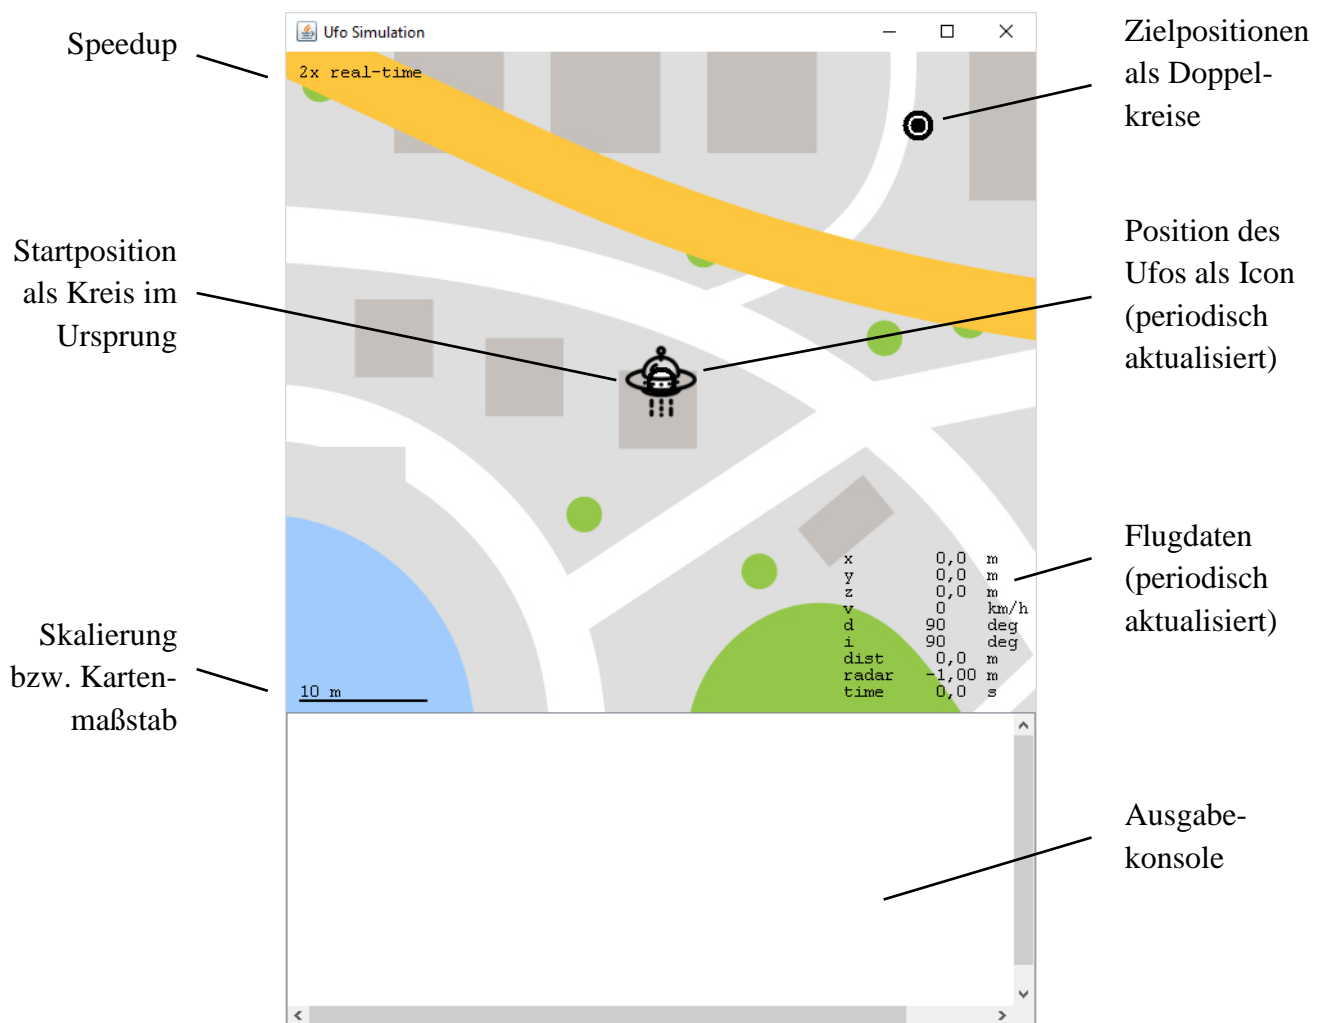 Speedup
Startposition
als Kreis im
Ursprung
Skalierung
bzw. Karten-
maßstab
Ufo Simulation
2x real-time
x 0,0 m
y 0,0 m
z 0,0 m
v 0 km/h
d 90 deg
i 90 deg
dist 0,0 m
radar -1,00 m
time 0,0 s
10 m
Zielpositionen
als Doppel-
kreise
Position des
Ufos als Icon
(periodisch
aktualisiert)
Flugdaten
(periodisch
aktualisiert)
Ausgabe-
konsole